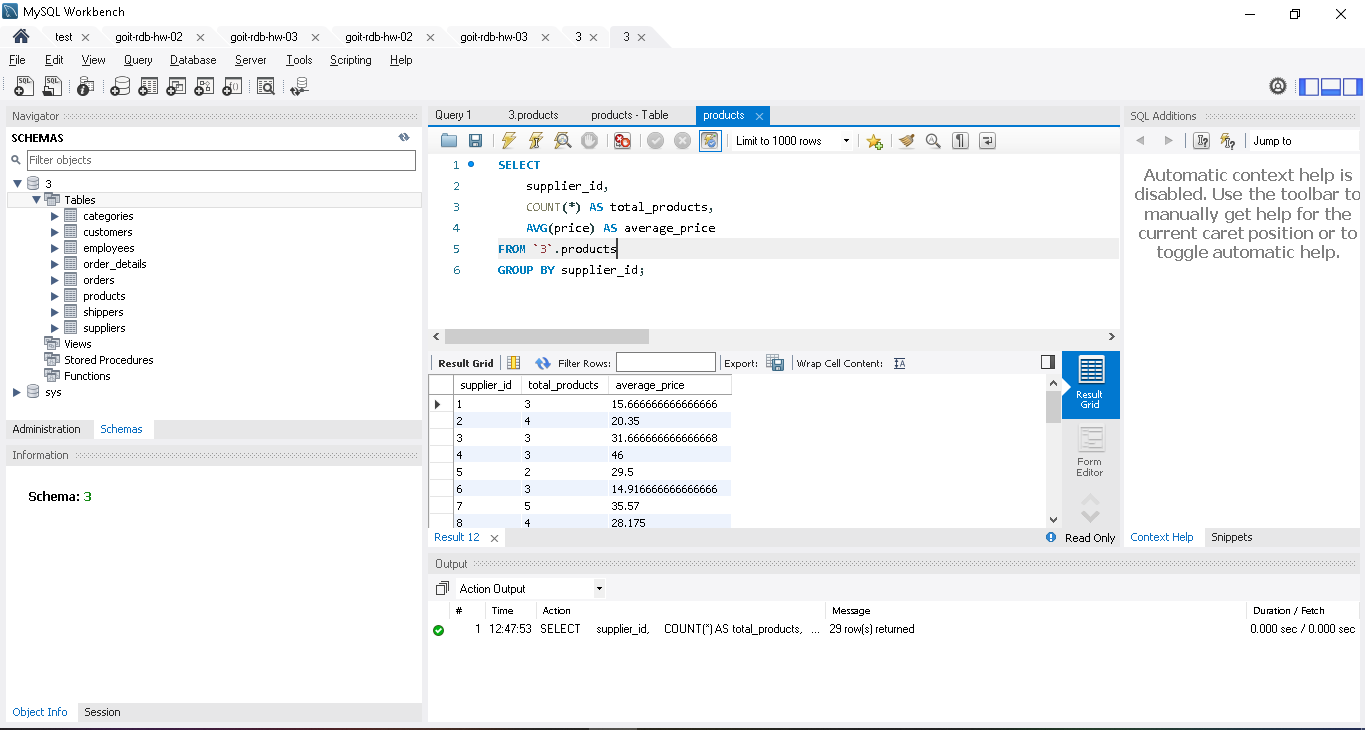 MySQL Workbench
test goit-rdb-hw-02 goit-rdb-hw-03 goit-rdb-hw-02 goit-rdb-hw-03 3 3
File Edit View Query Database Server Tools Scripting Help
Navigator
SCHEMAS
Filter objects
3
Tables
categories
customers
employees
order_details
orders
products
shippers
suppliers
Views
Stored Procedures
Functions
sys
Administration Schemas
Information
Schema: 3
Object Info Session
Query 1 3.products products - Table products
Limit to 1000 rows
1 SELECT
2 supplier_id,
3 COUNT(*) AS total_products,
4 AVG(price) AS average_price
5 FROM `3`.products
6 GROUP BY supplier_id;
Result Grid Filter Rows: Export: Wrap Cell Content:
supplier_id total_products average_price
1 3 15.666666666666666
2 4 20.35
3 3 31.666666666666668
4 3 46
5 2 29.5
6 3 14.916666666666666
7 5 35.57
8 4 28.175
Result Grid
Form Editor
Result 12 Read Only
Output
Action Output
# Time Action Message Duration / Fetch
1 12:47:53 SELECT supplier_id, COUNT(*) AS total_products, ... 29 row(s) returned 0.000 sec / 0.000 sec
SQL Additions
Jump to
Automatic context help is
disabled. Use the toolbar to
manually get help for the
current caret position or to
toggle automatic help.
Context Help Snippets